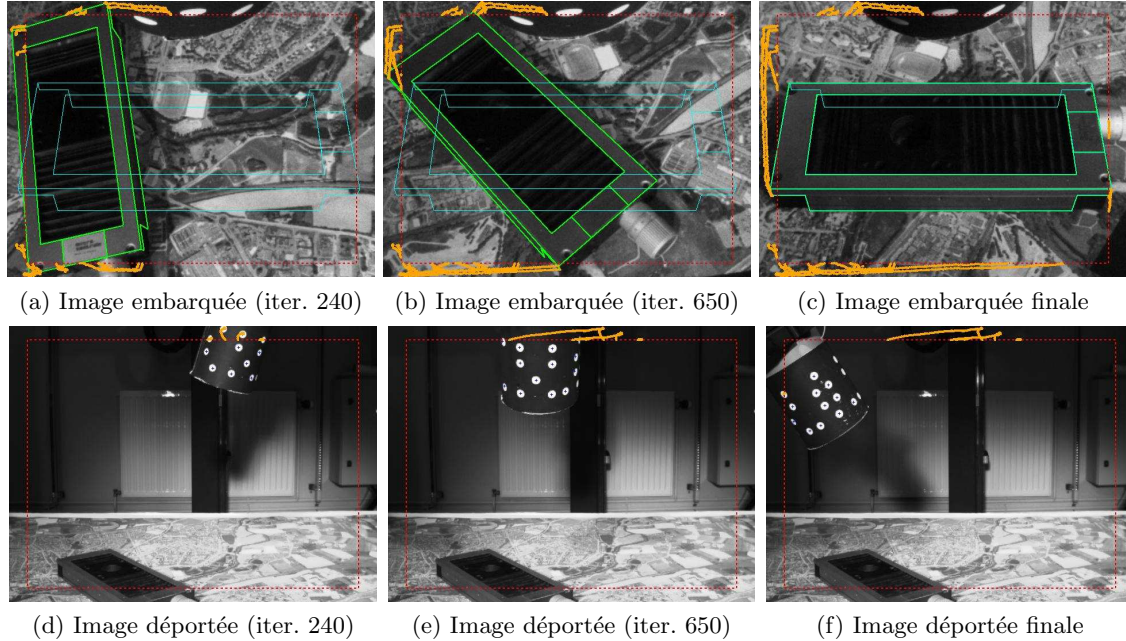 (a) Image embarquée (iter. 240)
(b) Image embarquée (iter. 650)
(c) Image embarquée finale
(d) Image déportée (iter. 240)
(e) Image déportée (iter. 650)
(f) Image déportée finale